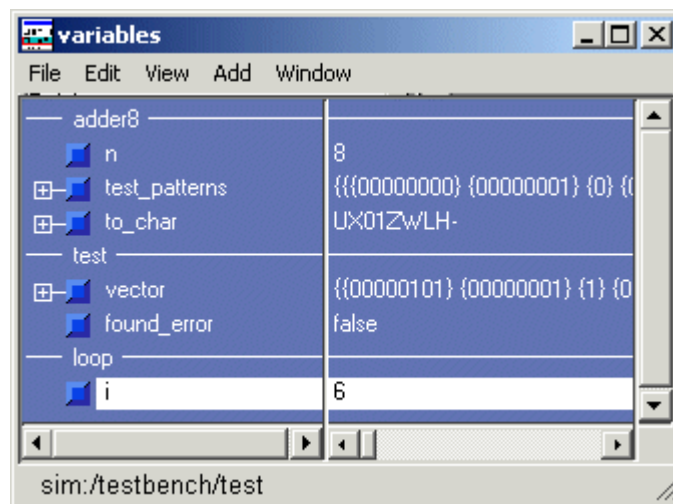 variables
File Edit View Add Window
adder8
n 8
test_patterns {{{00000000} {00000001} {0} {
to_char UX01ZWLH-
test
vector {{00000101} {00000001} {1} {0
found_error false
loop
i 6
sim:/testbench/test